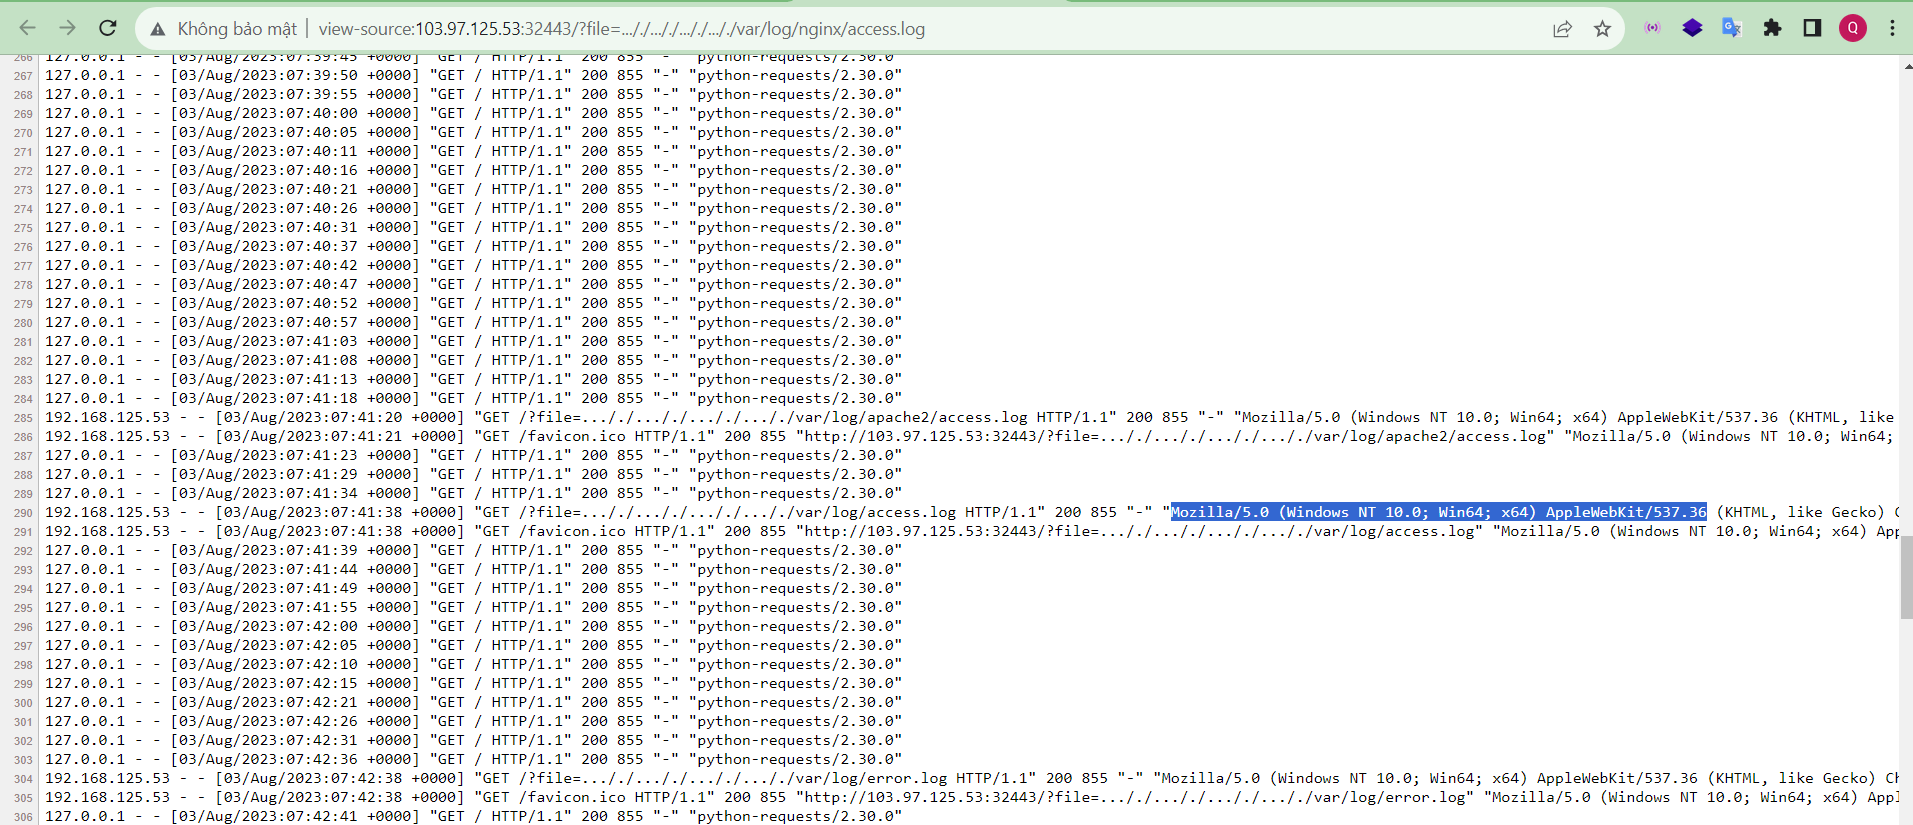 Không bảo mật | view-source:103.97.125.53:32443/?file=..././..././..././..././var/log/nginx/access.log
Q
266 127.0.0.1 - - [03/Aug/2023:07:39:45 +0000] "GET / HTTP/1.1" 200 855 "-" "python-requests/2.30.0"
267 127.0.0.1 - - [03/Aug/2023:07:39:50 +0000] "GET / HTTP/1.1" 200 855 "-" "python-requests/2.30.0"
268 127.0.0.1 - - [03/Aug/2023:07:39:55 +0000] "GET / HTTP/1.1" 200 855 "-" "python-requests/2.30.0"
269 127.0.0.1 - - [03/Aug/2023:07:40:00 +0000] "GET / HTTP/1.1" 200 855 "-" "python-requests/2.30.0"
270 127.0.0.1 - - [03/Aug/2023:07:40:05 +0000] "GET / HTTP/1.1" 200 855 "-" "python-requests/2.30.0"
271 127.0.0.1 - - [03/Aug/2023:07:40:11 +0000] "GET / HTTP/1.1" 200 855 "-" "python-requests/2.30.0"
272 127.0.0.1 - - [03/Aug/2023:07:40:16 +0000] "GET / HTTP/1.1" 200 855 "-" "python-requests/2.30.0"
273 127.0.0.1 - - [03/Aug/2023:07:40:21 +0000] "GET / HTTP/1.1" 200 855 "-" "python-requests/2.30.0"
274 127.0.0.1 - - [03/Aug/2023:07:40:26 +0000] "GET / HTTP/1.1" 200 855 "-" "python-requests/2.30.0"
275 127.0.0.1 - - [03/Aug/2023:07:40:31 +0000] "GET / HTTP/1.1" 200 855 "-" "python-requests/2.30.0"
276 127.0.0.1 - - [03/Aug/2023:07:40:37 +0000] "GET / HTTP/1.1" 200 855 "-" "python-requests/2.30.0"
277 127.0.0.1 - - [03/Aug/2023:07:40:42 +0000] "GET / HTTP/1.1" 200 855 "-" "python-requests/2.30.0"
278 127.0.0.1 - - [03/Aug/2023:07:40:47 +0000] "GET / HTTP/1.1" 200 855 "-" "python-requests/2.30.0"
279 127.0.0.1 - - [03/Aug/2023:07:40:52 +0000] "GET / HTTP/1.1" 200 855 "-" "python-requests/2.30.0"
280 127.0.0.1 - - [03/Aug/2023:07:40:57 +0000] "GET / HTTP/1.1" 200 855 "-" "python-requests/2.30.0"
281 127.0.0.1 - - [03/Aug/2023:07:41:03 +0000] "GET / HTTP/1.1" 200 855 "-" "python-requests/2.30.0"
282 127.0.0.1 - - [03/Aug/2023:07:41:08 +0000] "GET / HTTP/1.1" 200 855 "-" "python-requests/2.30.0"
283 127.0.0.1 - - [03/Aug/2023:07:41:13 +0000] "GET / HTTP/1.1" 200 855 "-" "python-requests/2.30.0"
284 127.0.0.1 - - [03/Aug/2023:07:41:18 +0000] "GET / HTTP/1.1" 200 855 "-" "python-requests/2.30.0"
285 192.168.125.53 - - [03/Aug/2023:07:41:20 +0000] "GET /?file=..././..././..././..././var/log/apache2/access.log HTTP/1.1" 200 855 "-" "Mozilla/5.0 (Windows NT 10.0; Win64; x64) AppleWebKit/537.36 (KHTML, like
286 192.168.125.53 - - [03/Aug/2023:07:41:21 +0000] "GET /favicon.ico HTTP/1.1" 200 855 "http://103.97.125.53:32443/?file=..././..././..././..././var/log/apache2/access.log" "Mozilla/5.0 (Windows NT 10.0; Win64;
287 127.0.0.1 - - [03/Aug/2023:07:41:23 +0000] "GET / HTTP/1.1" 200 855 "-" "python-requests/2.30.0"
288 127.0.0.1 - - [03/Aug/2023:07:41:29 +0000] "GET / HTTP/1.1" 200 855 "-" "python-requests/2.30.0"
289 127.0.0.1 - - [03/Aug/2023:07:41:34 +0000] "GET / HTTP/1.1" 200 855 "-" "python-requests/2.30.0"
290 192.168.125.53 - - [03/Aug/2023:07:41:38 +0000] "GET /?file=..././..././..././..././var/log/access.log HTTP/1.1" 200 855 "-" "Mozilla/5.0 (Windows NT 10.0; Win64; x64) AppleWebKit/537.36 (KHTML, like Gecko) C
291 192.168.125.53 - - [03/Aug/2023:07:41:38 +0000] "GET /favicon.ico HTTP/1.1" 200 855 "http://103.97.125.53:32443/?file=..././..././..././..././var/log/access.log" "Mozilla/5.0 (Windows NT 10.0; Win64; x64) App
292 127.0.0.1 - - [03/Aug/2023:07:41:39 +0000] "GET / HTTP/1.1" 200 855 "-" "python-requests/2.30.0"
293 127.0.0.1 - - [03/Aug/2023:07:41:44 +0000] "GET / HTTP/1.1" 200 855 "-" "python-requests/2.30.0"
294 127.0.0.1 - - [03/Aug/2023:07:41:49 +0000] "GET / HTTP/1.1" 200 855 "-" "python-requests/2.30.0"
295 127.0.0.1 - - [03/Aug/2023:07:41:55 +0000] "GET / HTTP/1.1" 200 855 "-" "python-requests/2.30.0"
296 127.0.0.1 - - [03/Aug/2023:07:42:00 +0000] "GET / HTTP/1.1" 200 855 "-" "python-requests/2.30.0"
297 127.0.0.1 - - [03/Aug/2023:07:42:05 +0000] "GET / HTTP/1.1" 200 855 "-" "python-requests/2.30.0"
298 127.0.0.1 - - [03/Aug/2023:07:42:10 +0000] "GET / HTTP/1.1" 200 855 "-" "python-requests/2.30.0"
299 127.0.0.1 - - [03/Aug/2023:07:42:15 +0000] "GET / HTTP/1.1" 200 855 "-" "python-requests/2.30.0"
300 127.0.0.1 - - [03/Aug/2023:07:42:21 +0000] "GET / HTTP/1.1" 200 855 "-" "python-requests/2.30.0"
301 127.0.0.1 - - [03/Aug/2023:07:42:26 +0000] "GET / HTTP/1.1" 200 855 "-" "python-requests/2.30.0"
302 127.0.0.1 - - [03/Aug/2023:07:42:31 +0000] "GET / HTTP/1.1" 200 855 "-" "python-requests/2.30.0"
303 127.0.0.1 - - [03/Aug/2023:07:42:36 +0000] "GET / HTTP/1.1" 200 855 "-" "python-requests/2.30.0"
304 192.168.125.53 - - [03/Aug/2023:07:42:38 +0000] "GET /?file=..././..././..././..././var/log/error.log HTTP/1.1" 200 855 "-" "Mozilla/5.0 (Windows NT 10.0; Win64; x64) AppleWebKit/537.36 (KHTML, like Gecko) Ch
305 192.168.125.53 - - [03/Aug/2023:07:42:38 +0000] "GET /favicon.ico HTTP/1.1" 200 855 "http://103.97.125.53:32443/?file=..././..././..././..././var/log/error.log" "Mozilla/5.0 (Windows NT 10.0; Win64; x64) Appl
306 127.0.0.1 - - [03/Aug/2023:07:42:41 +0000] "GET / HTTP/1.1" 200 855 "-" "python-requests/2.30.0"